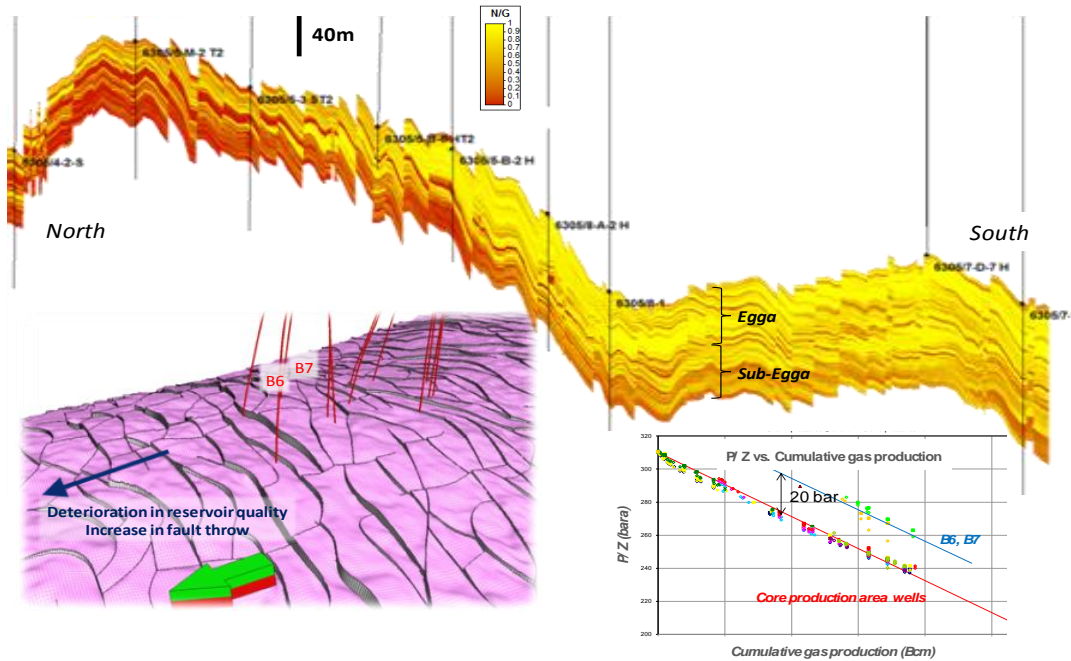 N/G
1
0.9
0.8
0.7
0.6
0.5
0.4
0.3
0.2
0.1
0
40m
6305/5-3 ST2
6305/5-B-2 H
6305/4-2-S
6305/8-A-2 H
North
South
6305/7-D-7 H
6305/8-1
6305/7-
Egga
Sub-Egga
B6
B7
Deterioration in reservoir quality
Increase in fault throw
P/Z vs. Cumulative gas production
320
300
280
260
240
220
200
20 bar
B6, B7
Core production area wells
P/Z (bara)
Cumulative gas production (Bcm)